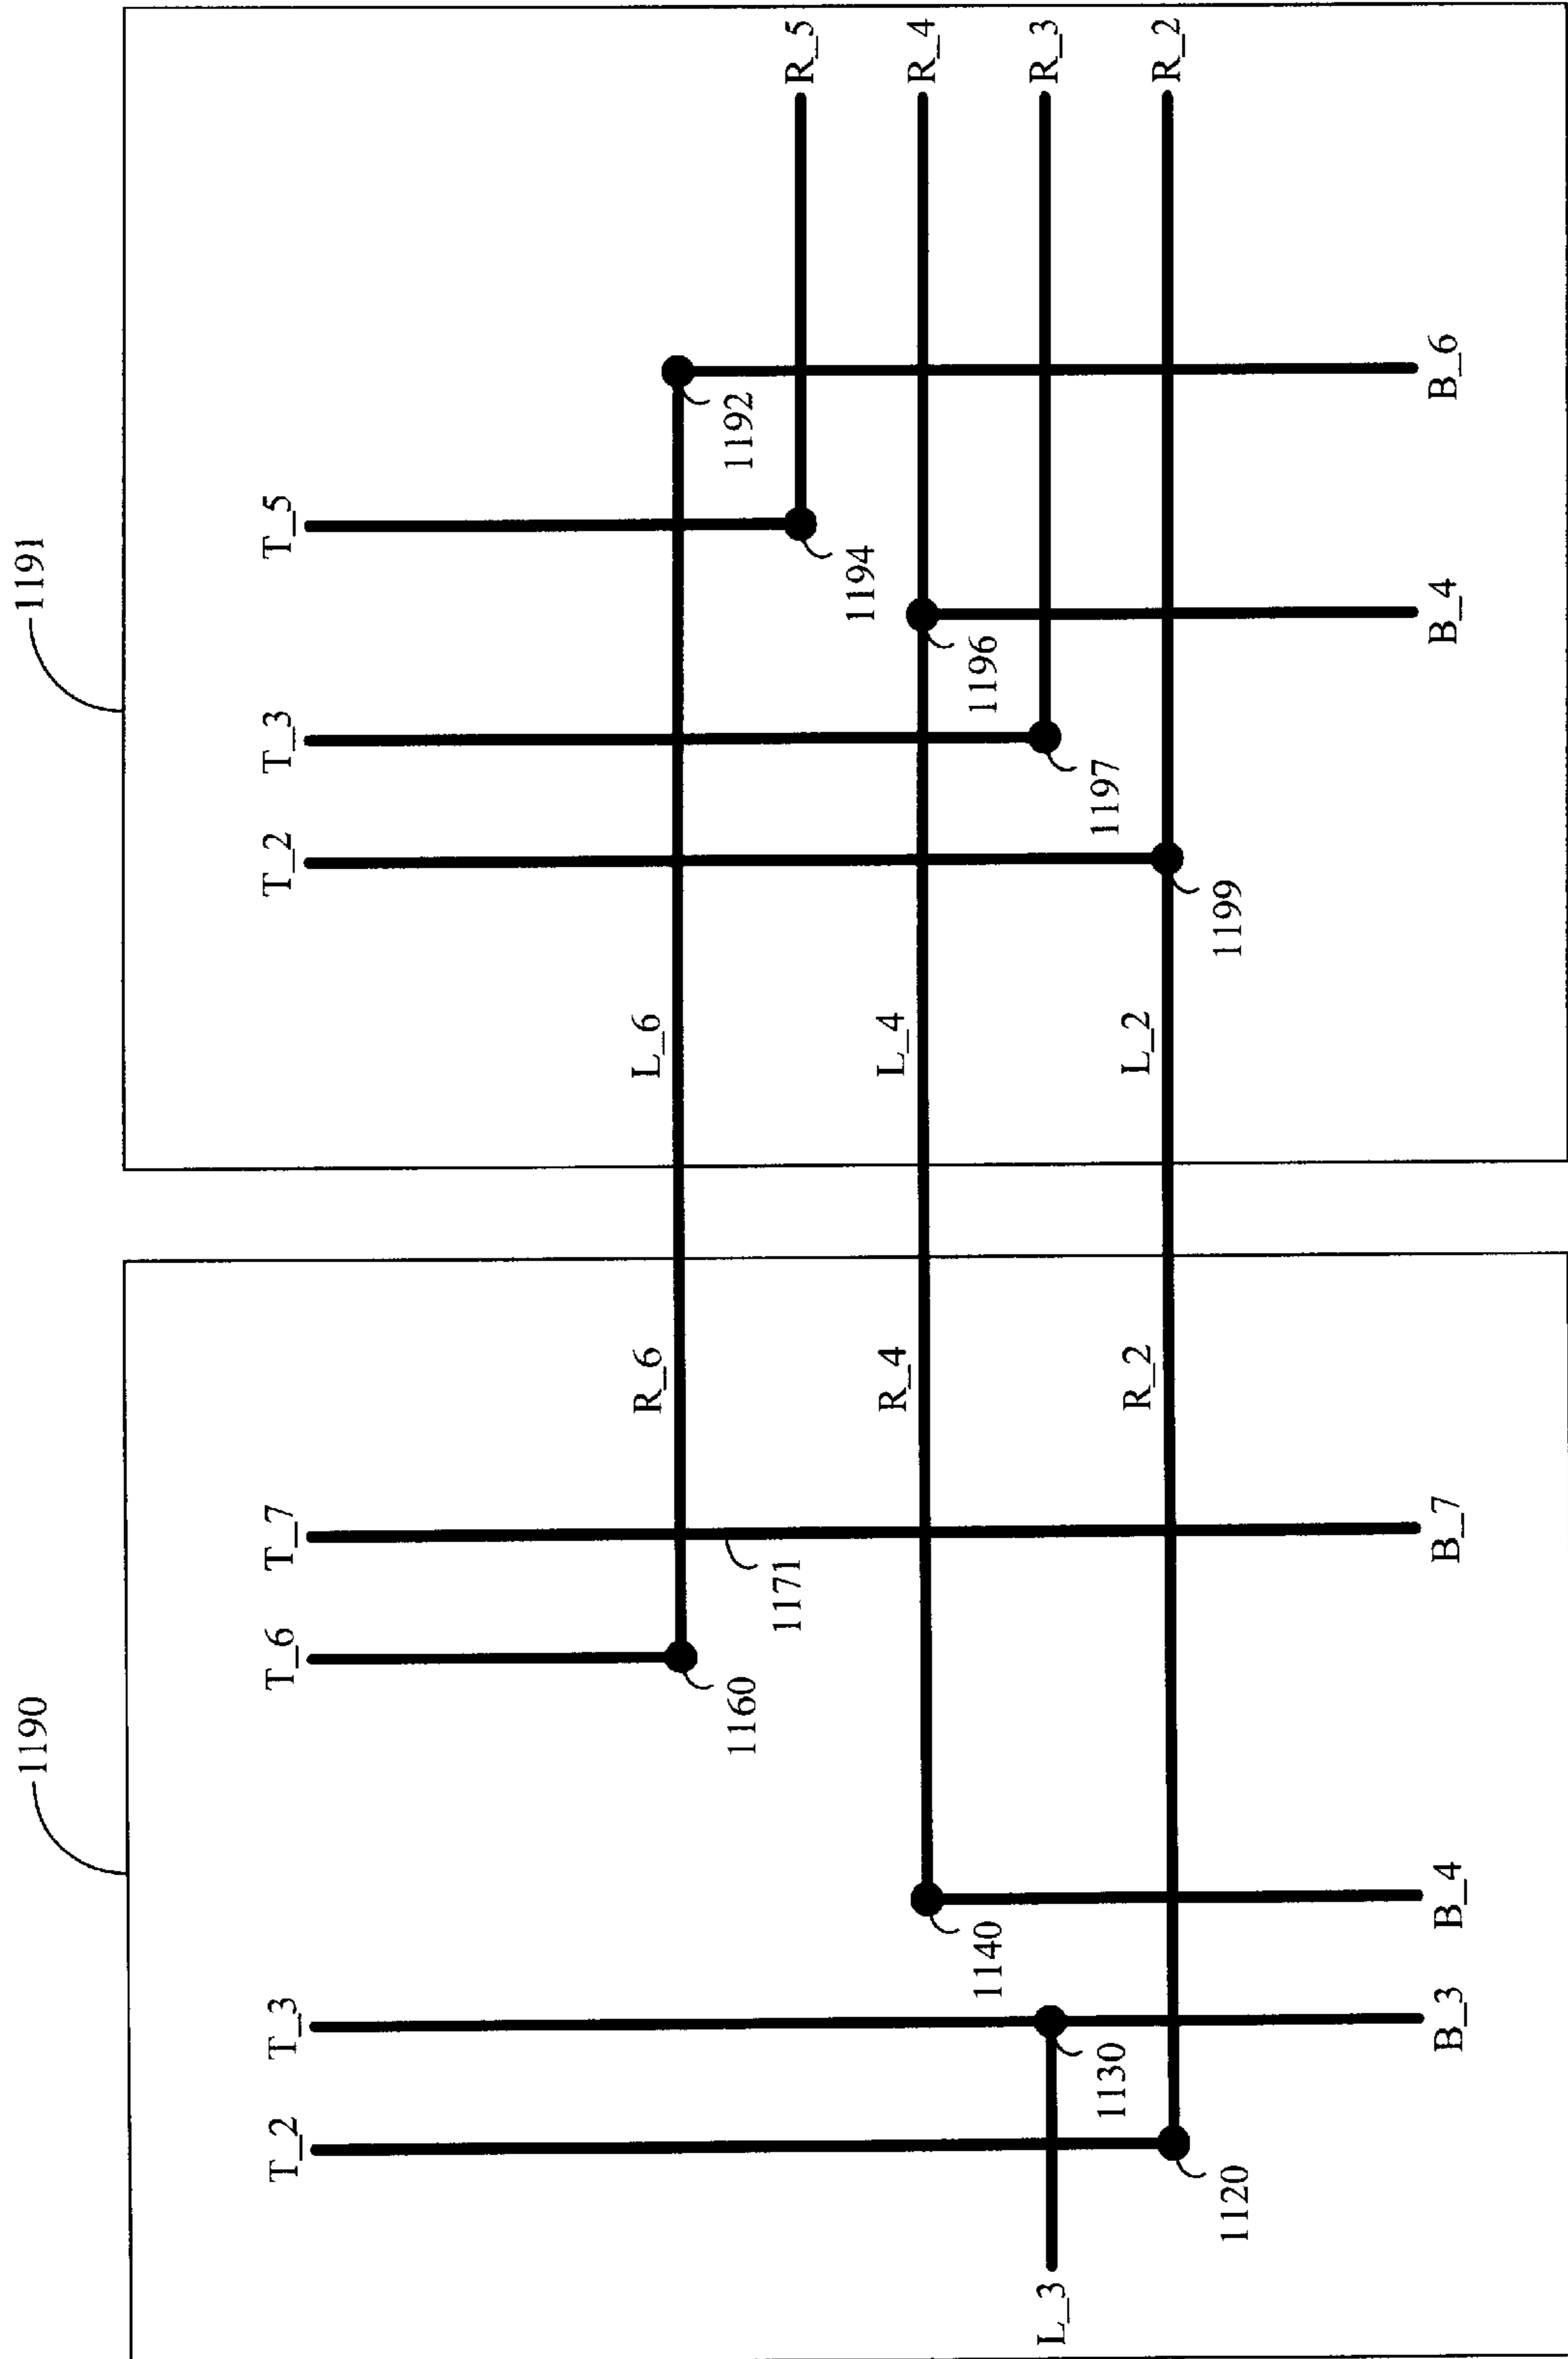 1191
R_5
R_4
R_3
R_2
T_5
T_3
T_2
1192
1194
1196
1197
1199
B_6
B_4
L_6
L_4
L_2
1190
R_6
R_4
R_2
T_7
T_6
T_3
T_2
1171
1160
1140
1130
1120
B_7
B_4
B_3
L_3